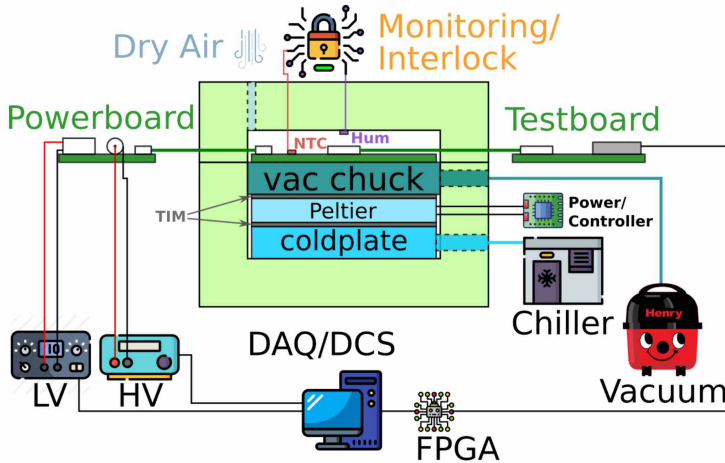 Dry Air
Monitoring/
Interlock
Powerboard
Testboard
NTC
Hum
vac chuck
TIM
Peltier
Power/
Controller
coldplate
Chiller
Henry
DAQ/DCS
LV
HV
Vacuum
FPGA